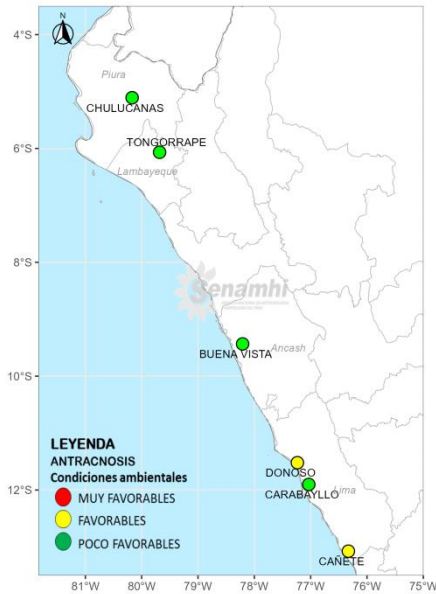 N
4°S
Piura
CHULUCANAS
TONGORRAPE
6°S
Lambayeque
8°S
Senamhi
BUENA VISTA
Ancash
10°S
LEYENDA
ANTRACNOSIS
Condiciones ambientales
MUY FAVORABLES
FAVORABLES
POCO FAVORABLES
DONOSO
CARABAYLLO
Lima
12°S
CAÑETE
81°W
80°W
79°W
78°W
77°W
76°W
75°W